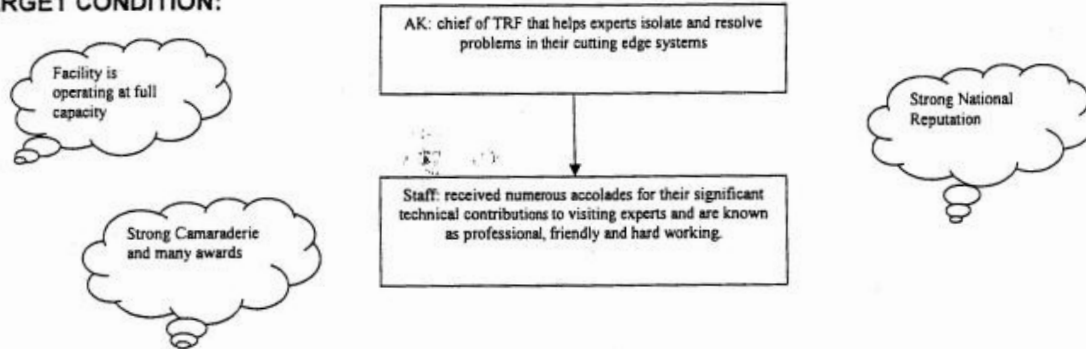 RGET CONDITION:
AK: chief of TRF that helps experts isolate and resolve
problems in their cutting edge systems
Facility is
operating at full
capacity
Strong National
Reputation
Staff: received numerous accolades for their significant
technical contributions to visiting experts and are known
as professional, friendly and hard working.
Strong Camaraderie
and many awards